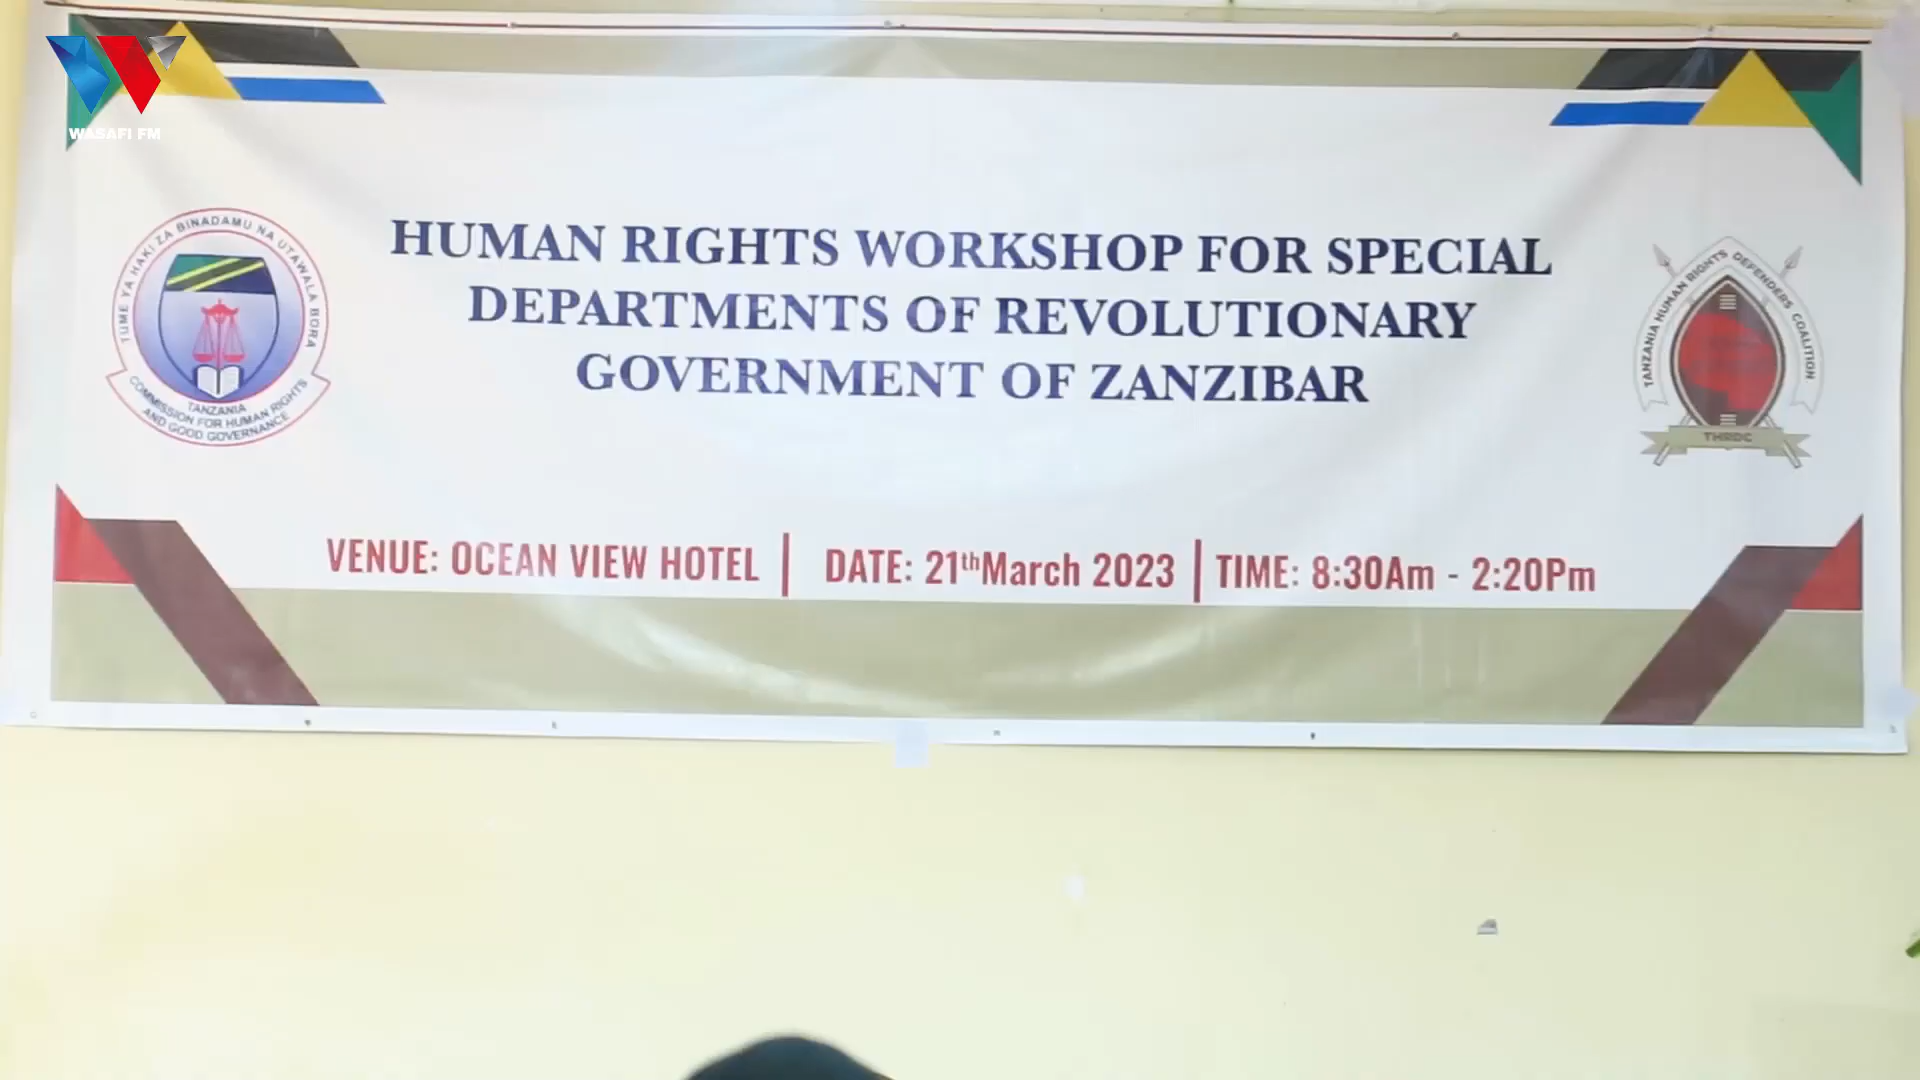 WASAFI FM
TUME YA HAKI ZA BINADAMU NA UTAWALA BORA
TANZANIA
COMMISSION FOR HUMAN RIGHTS
AND GOOD GOVERNANCE
HUMAN RIGHTS WORKSHOP FOR SPECIAL
DEPARTMENTS OF REVOLUTIONARY
GOVERNMENT OF ZANZIBAR
TANZANIA HUMAN RIGHTS DEFENDERS COALITION
THRDC
VENUE: OCEAN VIEW HOTEL | DATE: 21thMarch 2023 | TIME: 8:30Am - 2:20Pm